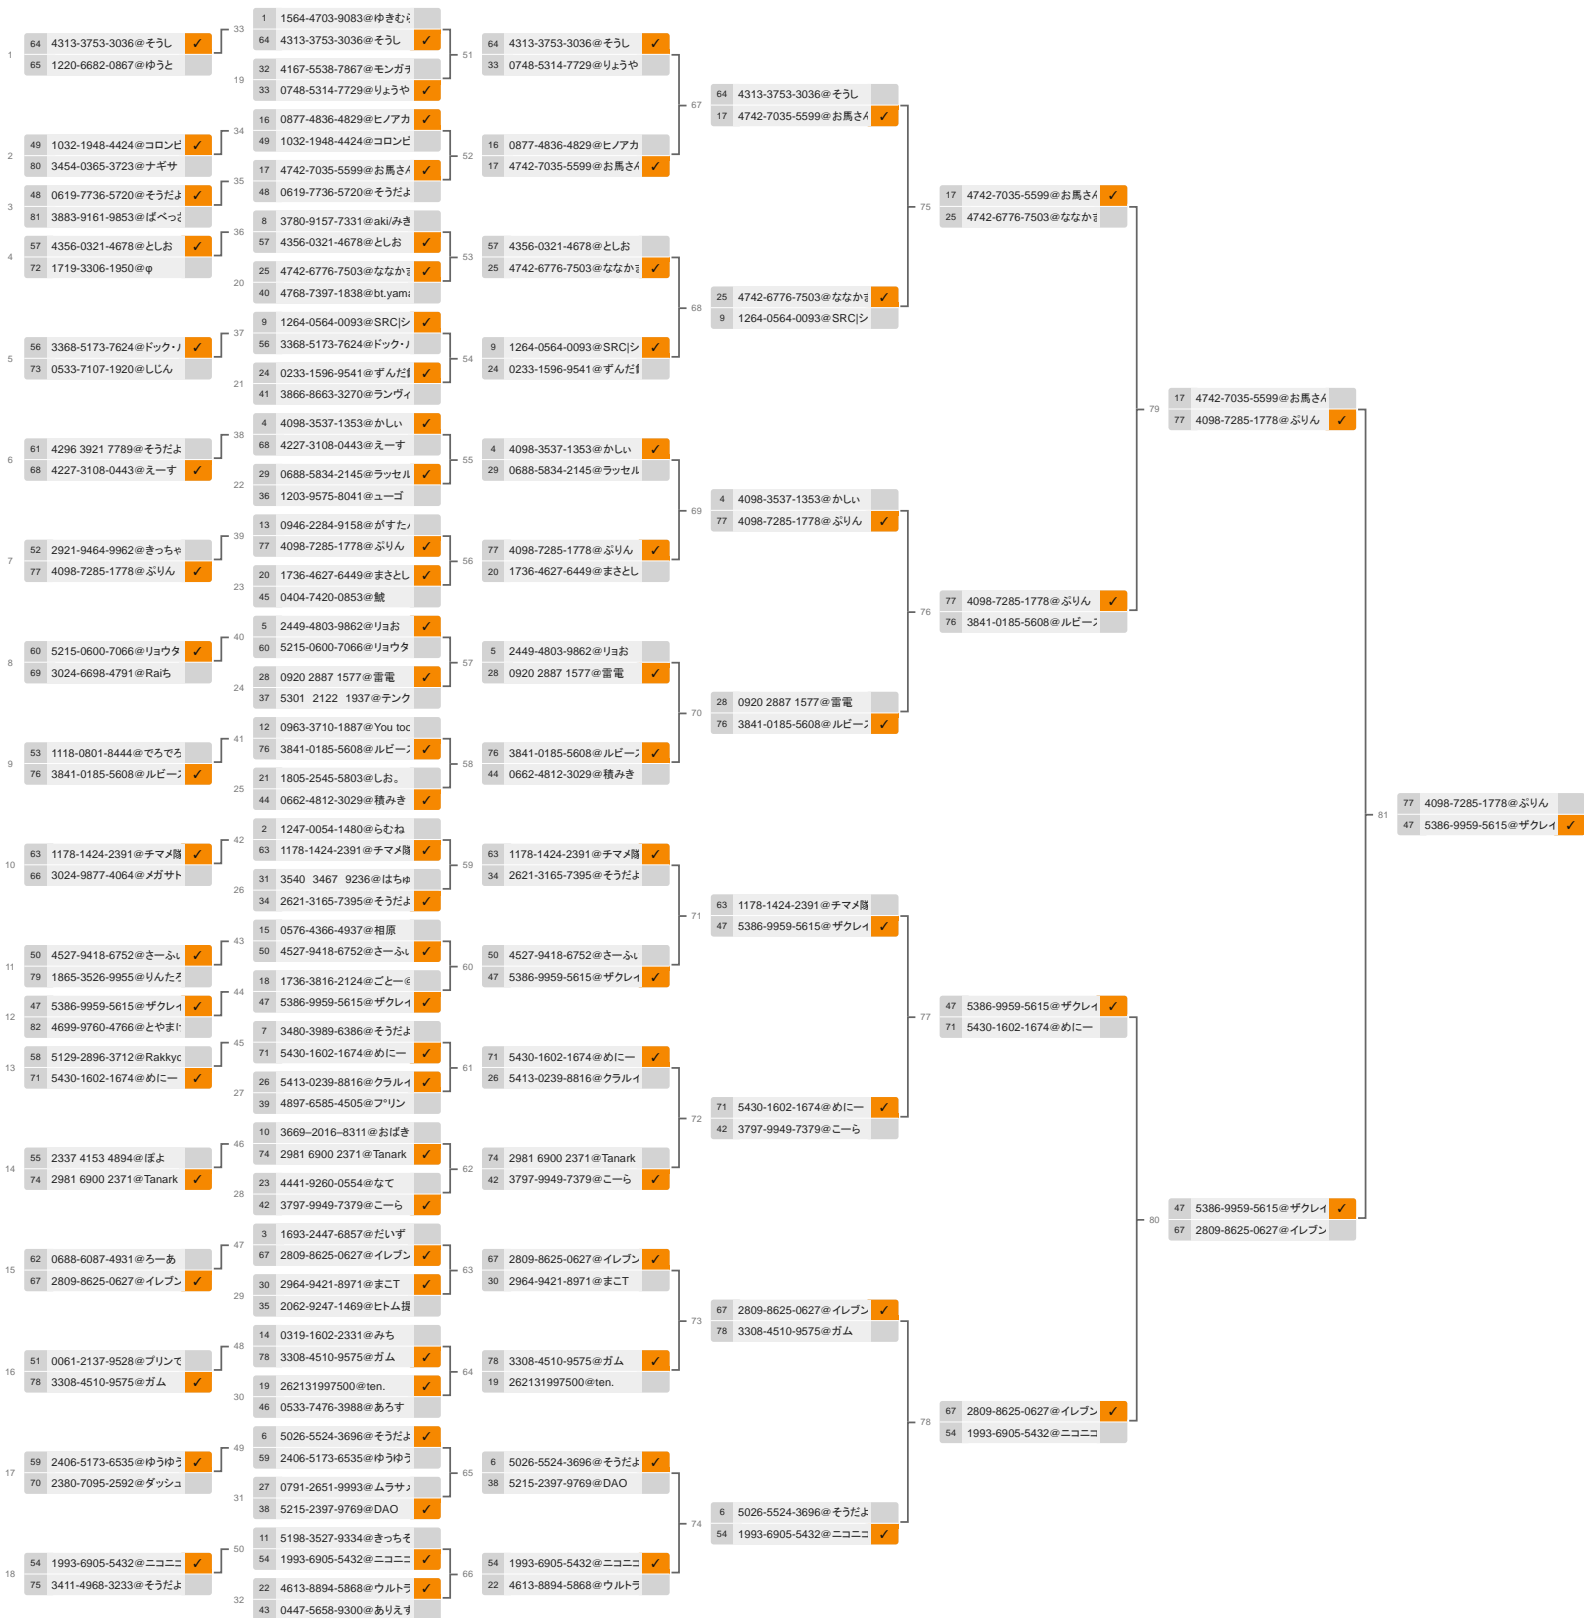 1
64 4313-3753-3036@そうし ✓
65 1220-6682-0867@ゆうと
2
49 1032-1948-4424@コロンビ ✓
80 3454-0365-3723@ナギサ
3
48 0619-7736-5720@そうだよ ✓
81 3883-9161-9853@ぱべっさ
4
57 4356-0321-4678@としお ✓
72 1719-3306-1950@φ
5
56 3368-5173-7624@ドック・ ✓
73 0533-7107-1920@しじん
6
61 4296 3921 7789@そうだよ
68 4227-3108-0443@えーす ✓
7
52 2921-9464-9962@きっちゃ
77 4098-7285-1778@ぷりん ✓
8
60 5215-0600-7066@リョウタ ✓
69 3024-6698-4791@Raiち
9
53 1118-0801-8444@でろでろ
76 3841-0185-5608@ルビー ✓
10
63 1178-1424-2391@チマメ隊 ✓
66 3024-9877-4064@メガサト
11
50 4527-9418-6752@さーふぃ ✓
79 1865-3526-9955@りんたろ
12
47 5386-9959-5615@ザクレイ ✓
82 4699-9760-4766@とやまけ
13
58 5129-2896-3712@Rakkyo
71 5430-1602-1674@めにー ✓
14
55 2337 4153 4894@ぽよ
74 2981 6900 2371@Tanark ✓
15
62 0688-6087-4931@ろーあ
67 2809-8625-0627@イレブン ✓
16
51 0061-2137-9528@プリンで
78 3308-4510-9575@ガム ✓
17
59 2406-5173-6535@ゆうゆう ✓
70 2380-7095-2592@ダッシュ
18
54 1993-6905-5432@ニコニコ ✓
75 3411-4968-3233@そうだよ
33
1 1564-4703-9083@ゆきむら
64 4313-3753-3036@そうし ✓
19
32 4167-5538-7867@モンガチ
33 0748-5314-7729@りょうや ✓
34
16 0877-4836-4829@ヒノアカ ✓
49 1032-1948-4424@コロンビ
35
17 4742-7035-5599@お馬さん ✓
48 0619-7736-5720@そうだよ
36
8 3780-9157-7331@aki/みき
57 4356-0321-4678@としお ✓
20
25 4742-6776-7503@ななかま ✓
40 4768-7397-1838@bt.yama
37
9 1264-0564-0093@SRC|シ ✓
56 3368-5173-7624@ドック・
21
24 0233-1596-9541@ずんだ ✓
41 3866-8663-3270@ランヴィ
38
4 4098-3537-1353@かしぃ ✓
68 4227-3108-0443@えーす
22
29 0688-5834-2145@ラッセル ✓
36 1203-9575-8041@ユーゴ
39
13 0946-2284-9158@がすた
77 4098-7285-1778@ぷりん ✓
23
20 1736-4627-6449@まさとし ✓
45 0404-7420-0853@鯱
40
5 2449-4803-9862@リョお ✓
60 5215-0600-7066@リョウタ
24
28 0920 2887 1577@雷電 ✓
37 5301 2122 1937@テンク
41
12 0963-3710-1887@You too
76 3841-0185-5608@ルビー ✓
25
21 1805-2545-5803@しお。
44 0662-4812-3029@積みき ✓
42
2 1247-0054-1480@らむね
63 1178-1424-2391@チマメ隊 ✓
26
31 3540 3467 9236@はちゅ
34 2621-3165-7395@そうだよ ✓
43
15 0576-4366-4937@相原
50 4527-9418-6752@さーふぃ ✓
44
18 1736-3816-2124@ごとー@
47 5386-9959-5615@ザクレイ ✓
45
7 3480-3989-6386@そうだよ
71 5430-1602-1674@めにー ✓
27
26 5413-0239-8816@クラルイ ✓
39 4897-6585-4505@プリン
46
10 3669–2016–8311@おばき
74 2981 6900 2371@Tanark ✓
28
23 4441-9260-0554@なて
42 3797-9949-7379@こーら ✓
47
3 1693-2447-6857@だいず
67 2809-8625-0627@イレブン ✓
29
30 2964-9421-8971@まこT ✓
35 2062-9247-1469@ヒトム提
48
14 0319-1602-2331@みち
78 3308-4510-9575@ガム ✓
30
19 262131997500@ten. ✓
46 0533-7476-3988@あろす
49
6 5026-5524-3696@そうだよ ✓
59 2406-5173-6535@ゆうゆう
31
27 0791-2651-9993@ムラサメ
38 5215-2397-9769@DAO ✓
50
11 5198-3527-9334@きっちそ
54 1993-6905-5432@ニコニコ ✓
32
22 4613-8894-5868@ウルトラ ✓
43 0447-5658-9300@ありえす
51
64 4313-3753-3036@そうし ✓
33 0748-5314-7729@りょうや
52
16 0877-4836-4829@ヒノアカ
17 4742-7035-5599@お馬さん ✓
53
57 4356-0321-4678@としお
25 4742-6776-7503@ななかま ✓
54
9 1264-0564-0093@SRC|シ ✓
24 0233-1596-9541@ずんだ
55
4 4098-3537-1353@かしぃ ✓
29 0688-5834-2145@ラッセル
56
77 4098-7285-1778@ぷりん ✓
20 1736-4627-6449@まさとし
57
5 2449-4803-9862@リョお
28 0920 2887 1577@雷電 ✓
58
76 3841-0185-5608@ルビー ✓
44 0662-4812-3029@積みき
59
63 1178-1424-2391@チマメ隊 ✓
34 2621-3165-7395@そうだよ
60
50 4527-9418-6752@さーふぃ
47 5386-9959-5615@ザクレイ ✓
61
71 5430-1602-1674@めにー ✓
26 5413-0239-8816@クラルイ
62
74 2981 6900 2371@Tanark
42 3797-9949-7379@こーら ✓
63
67 2809-8625-0627@イレブン ✓
30 2964-9421-8971@まこT
64
78 3308-4510-9575@ガム ✓
19 262131997500@ten.
65
6 5026-5524-3696@そうだよ ✓
38 5215-2397-9769@DAO
66
54 1993-6905-5432@ニコニコ ✓
22 4613-8894-5868@ウルトラ
67
64 4313-3753-3036@そうし
17 4742-7035-5599@お馬さん ✓
68
25 4742-6776-7503@ななかま ✓
9 1264-0564-0093@SRC|シ
69
4 4098-3537-1353@かしぃ
77 4098-7285-1778@ぷりん ✓
70
28 0920 2887 1577@雷電
76 3841-0185-5608@ルビー ✓
71
63 1178-1424-2391@チマメ隊
47 5386-9959-5615@ザクレイ ✓
72
71 5430-1602-1674@めにー ✓
42 3797-9949-7379@こーら
73
67 2809-8625-0627@イレブン ✓
78 3308-4510-9575@ガム
74
6 5026-5524-3696@そうだよ
54 1993-6905-5432@ニコニコ ✓
75
17 4742-7035-5599@お馬さん ✓
25 4742-6776-7503@ななかま
76
77 4098-7285-1778@ぷりん ✓
76 3841-0185-5608@ルビー
77
47 5386-9959-5615@ザクレイ ✓
71 5430-1602-1674@めにー
78
67 2809-8625-0627@イレブン ✓
54 1993-6905-5432@ニコニコ
79
17 4742-7035-5599@お馬さん
77 4098-7285-1778@ぷりん ✓
80
47 5386-9959-5615@ザクレイ ✓
67 2809-8625-0627@イレブン
81
77 4098-7285-1778@ぷりん
47 5386-9959-5615@ザクレイ ✓